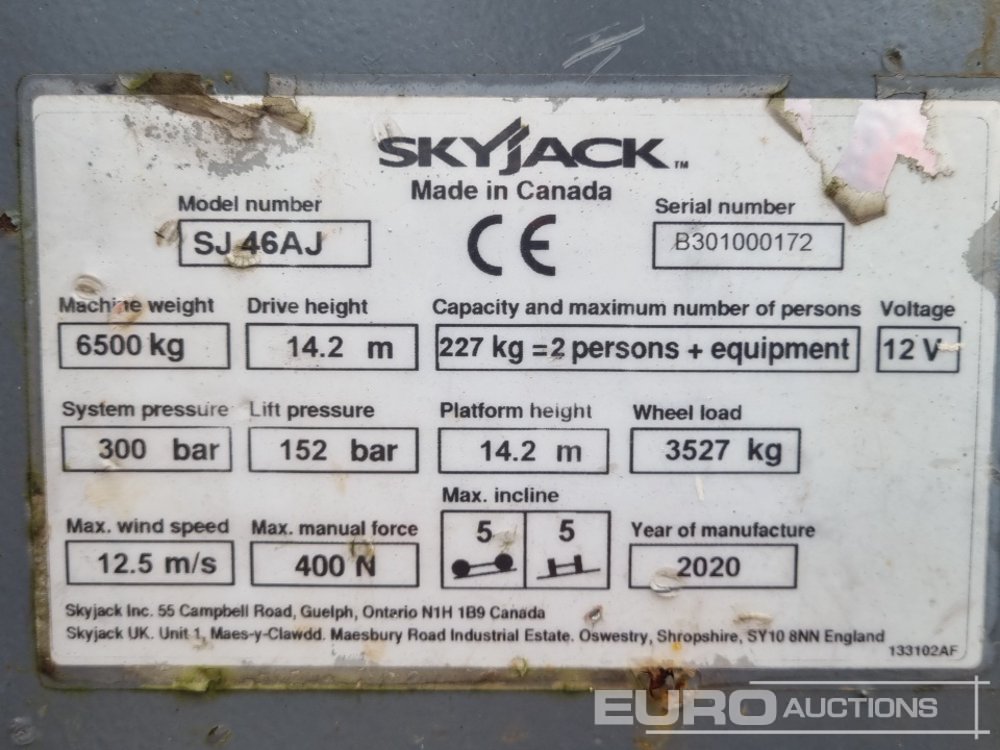 SKYJACK™
Made in Canada
Model number
SJ 46AJ
CE
Serial number
B301000172
Machine weight
6500 kg
Drive height
14.2 m
Capacity and maximum number of persons
227 kg =2 persons + equipment
Voltage
12 V
System pressure
300 bar
Lift pressure
152 bar
Platform height
14.2 m
Wheel load
3527 kg
Max. wind speed
12.5 m/s
Max. manual force
400 N
Max. incline
5 5
Year of manufacture
2020
Skyjack Inc. 55 Campbell Road, Guelph, Ontario N1H 1B9 Canada
Skyjack UK. Unit 1, Maes-y-Clawdd. Maesbury Road Industrial Estate. Oswestry, Shropshire, SY10 8NN England
133102AF
EURO AUCTIONS